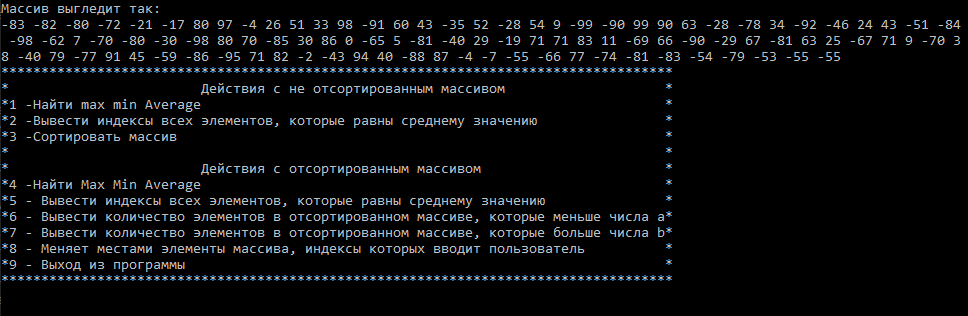 Массив выгледит так:
-83 -82 -80 -72 -21 -17 80 97 -4 26 51 33 98 -91 60 43 -35 52 -28 54 9 -99 -90 99 90 63 -28 -78 34 -92 -46 24 43 -51 -84
 -98 -62 7 -70 -80 -30 -98 80 70 -85 30 86 0 -65 5 -81 -40 29 -19 71 71 83 11 -69 66 -90 -29 67 -81 63 25 -67 71 9 -70 3
8 -40 79 -77 91 45 -59 -86 -95 71 82 -2 -43 94 40 -88 87 -4 -7 -55 -66 77 -74 -81 -83 -54 -79 -53 -55 -55
***********************************************************************************
*                        Действия с не отсортированным массивом                    *
*1 -Найти max min Average                                                          *
*2 -Вывести индексы всех элементов, которые равны среднему значению                *
*3 -Сортировать массив                                                             *
*                                                                                  *
*                        Действия с отсортированным массивом                       *
*4 -Найти Max Min Average                                                          *
*5 - Вывести индексы всех элементов, которые равны среднему значению               *
*6 - Вывести количество элементов в отсортированном массиве, которые меньше числа a*
*7 - Вывести количество элементов в отсортированном массиве, которые больше числа b*
*8 - Меняет местами элементы массива, индексы которых вводит пользователь          *
*9 - Выход из программы                                                            *
***********************************************************************************